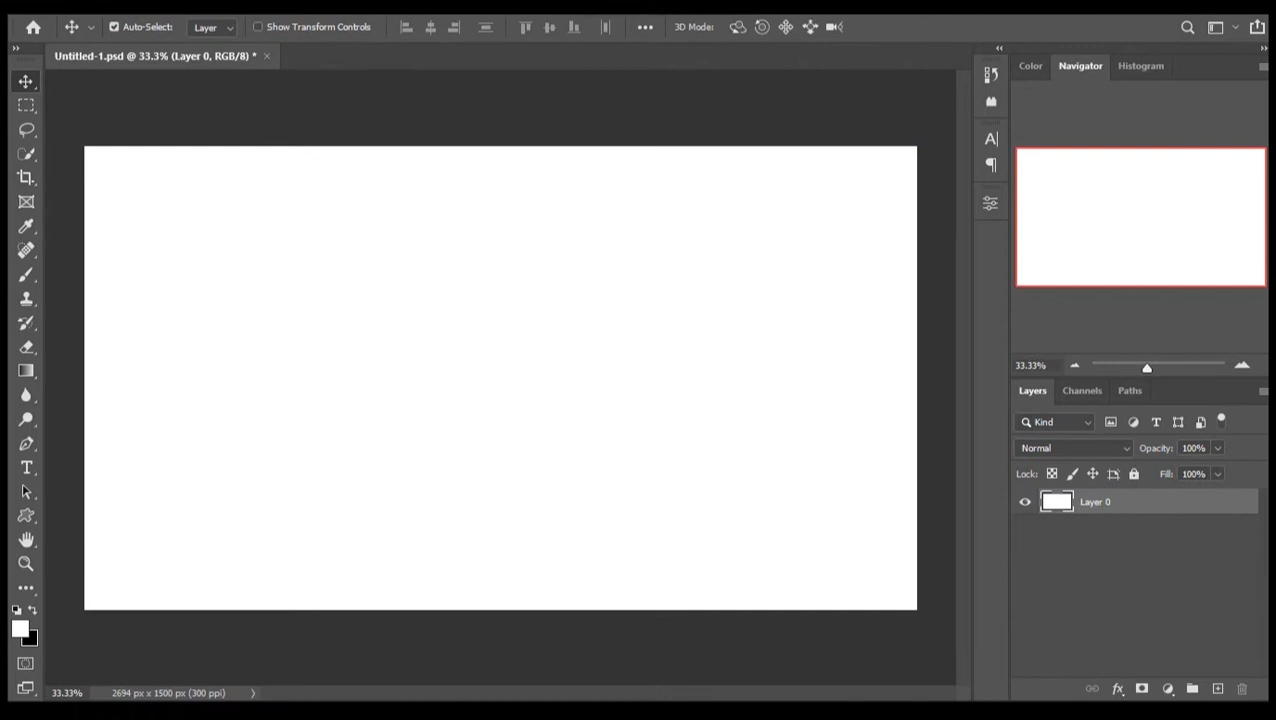 Auto-Select: Layer Show Transform Controls 3D Mode:
Untitled-1.psd @ 33.3% (Layer 0, RGB/8) *
Color Navigator Histogram
33.33%
Layers Channels Paths
Kind
Normal Opacity: 100%
Lock: Fill: 100%
Layer 0
33.33% 2694 px x 1500 px (300 ppi)